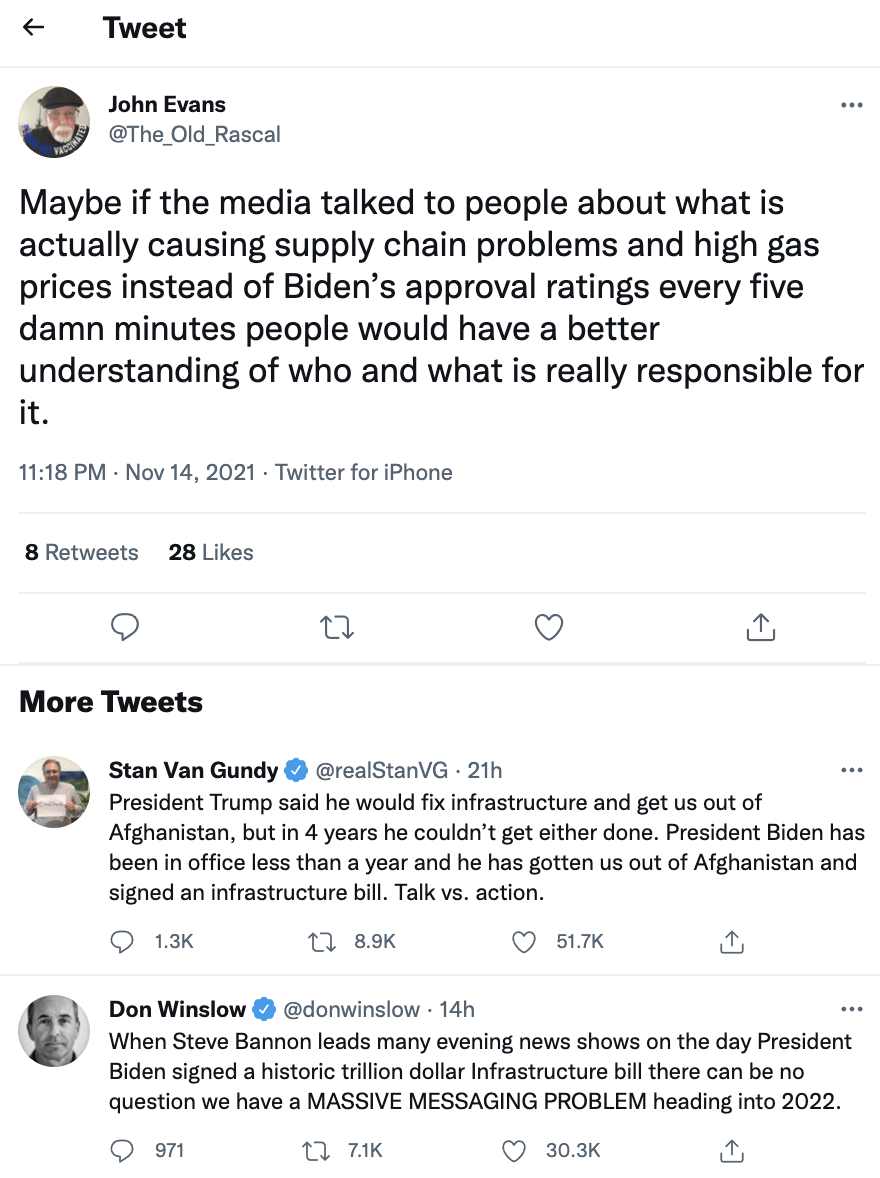 Tweet
John Evans
@The_Old_Rascal
Maybe if the media talked to people about what is
actually causing supply chain problems and high gas
prices instead of Biden’s approval ratings every five
damn minutes people would have a better
understanding of who and what is really responsible for
it.
11:18 PM · Nov 14, 2021 · Twitter for iPhone
8 Retweets 28 Likes
More Tweets
Stan Van Gundy @realStanVG · 21h
President Trump said he would fix infrastructure and get us out of
Afghanistan, but in 4 years he couldn’t get either done. President Biden has
been in office less than a year and he has gotten us out of Afghanistan and
signed an infrastructure bill. Talk vs. action.
1.3K 8.9K 51.7K
Don Winslow @donwinslow · 14h
When Steve Bannon leads many evening news shows on the day President
Biden signed a historic trillion dollar Infrastructure bill there can be no
question we have a MASSIVE MESSAGING PROBLEM heading into 2022.
971 7.1K 30.3K